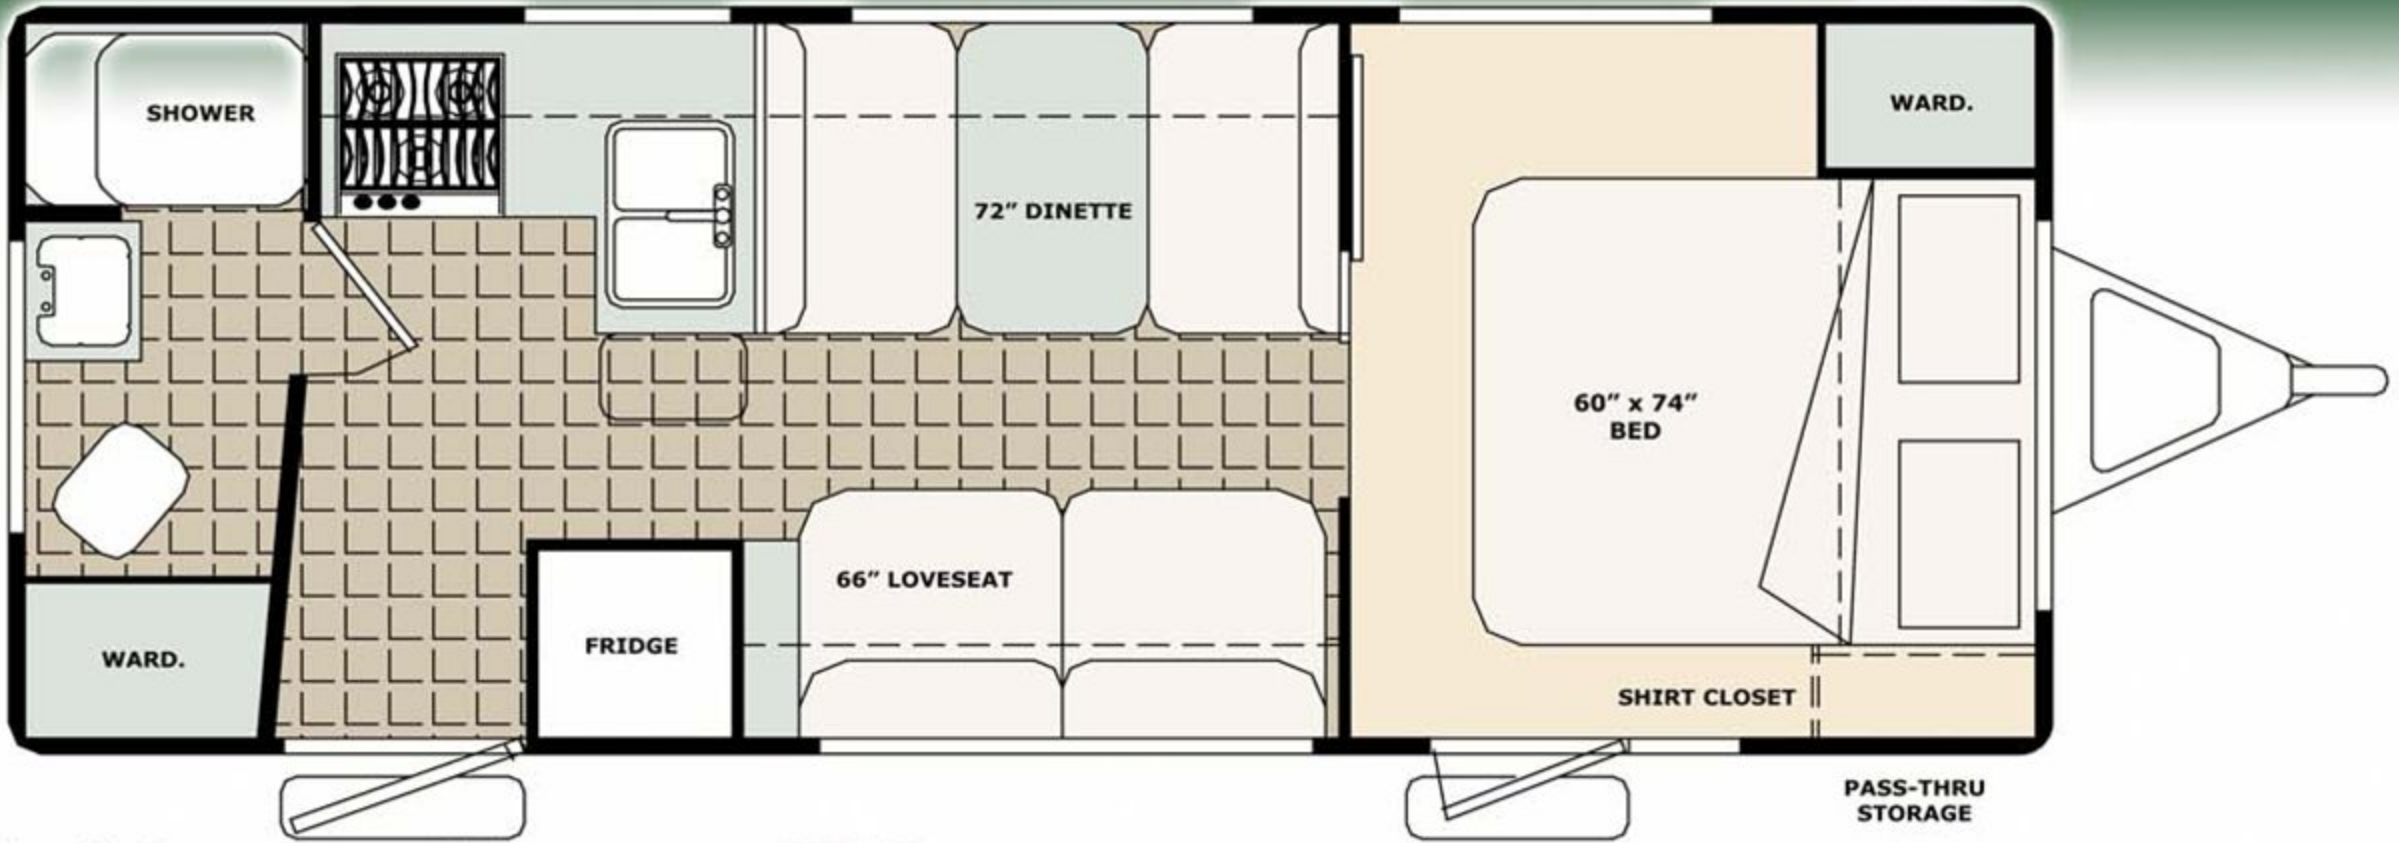 SHOWER
WARD.
72” DINETTE
60” x 74”
BED
66” LOVESEAT
FRIDGE
WARD.
SHIRT CLOSET
PASS-THRU
STORAGE